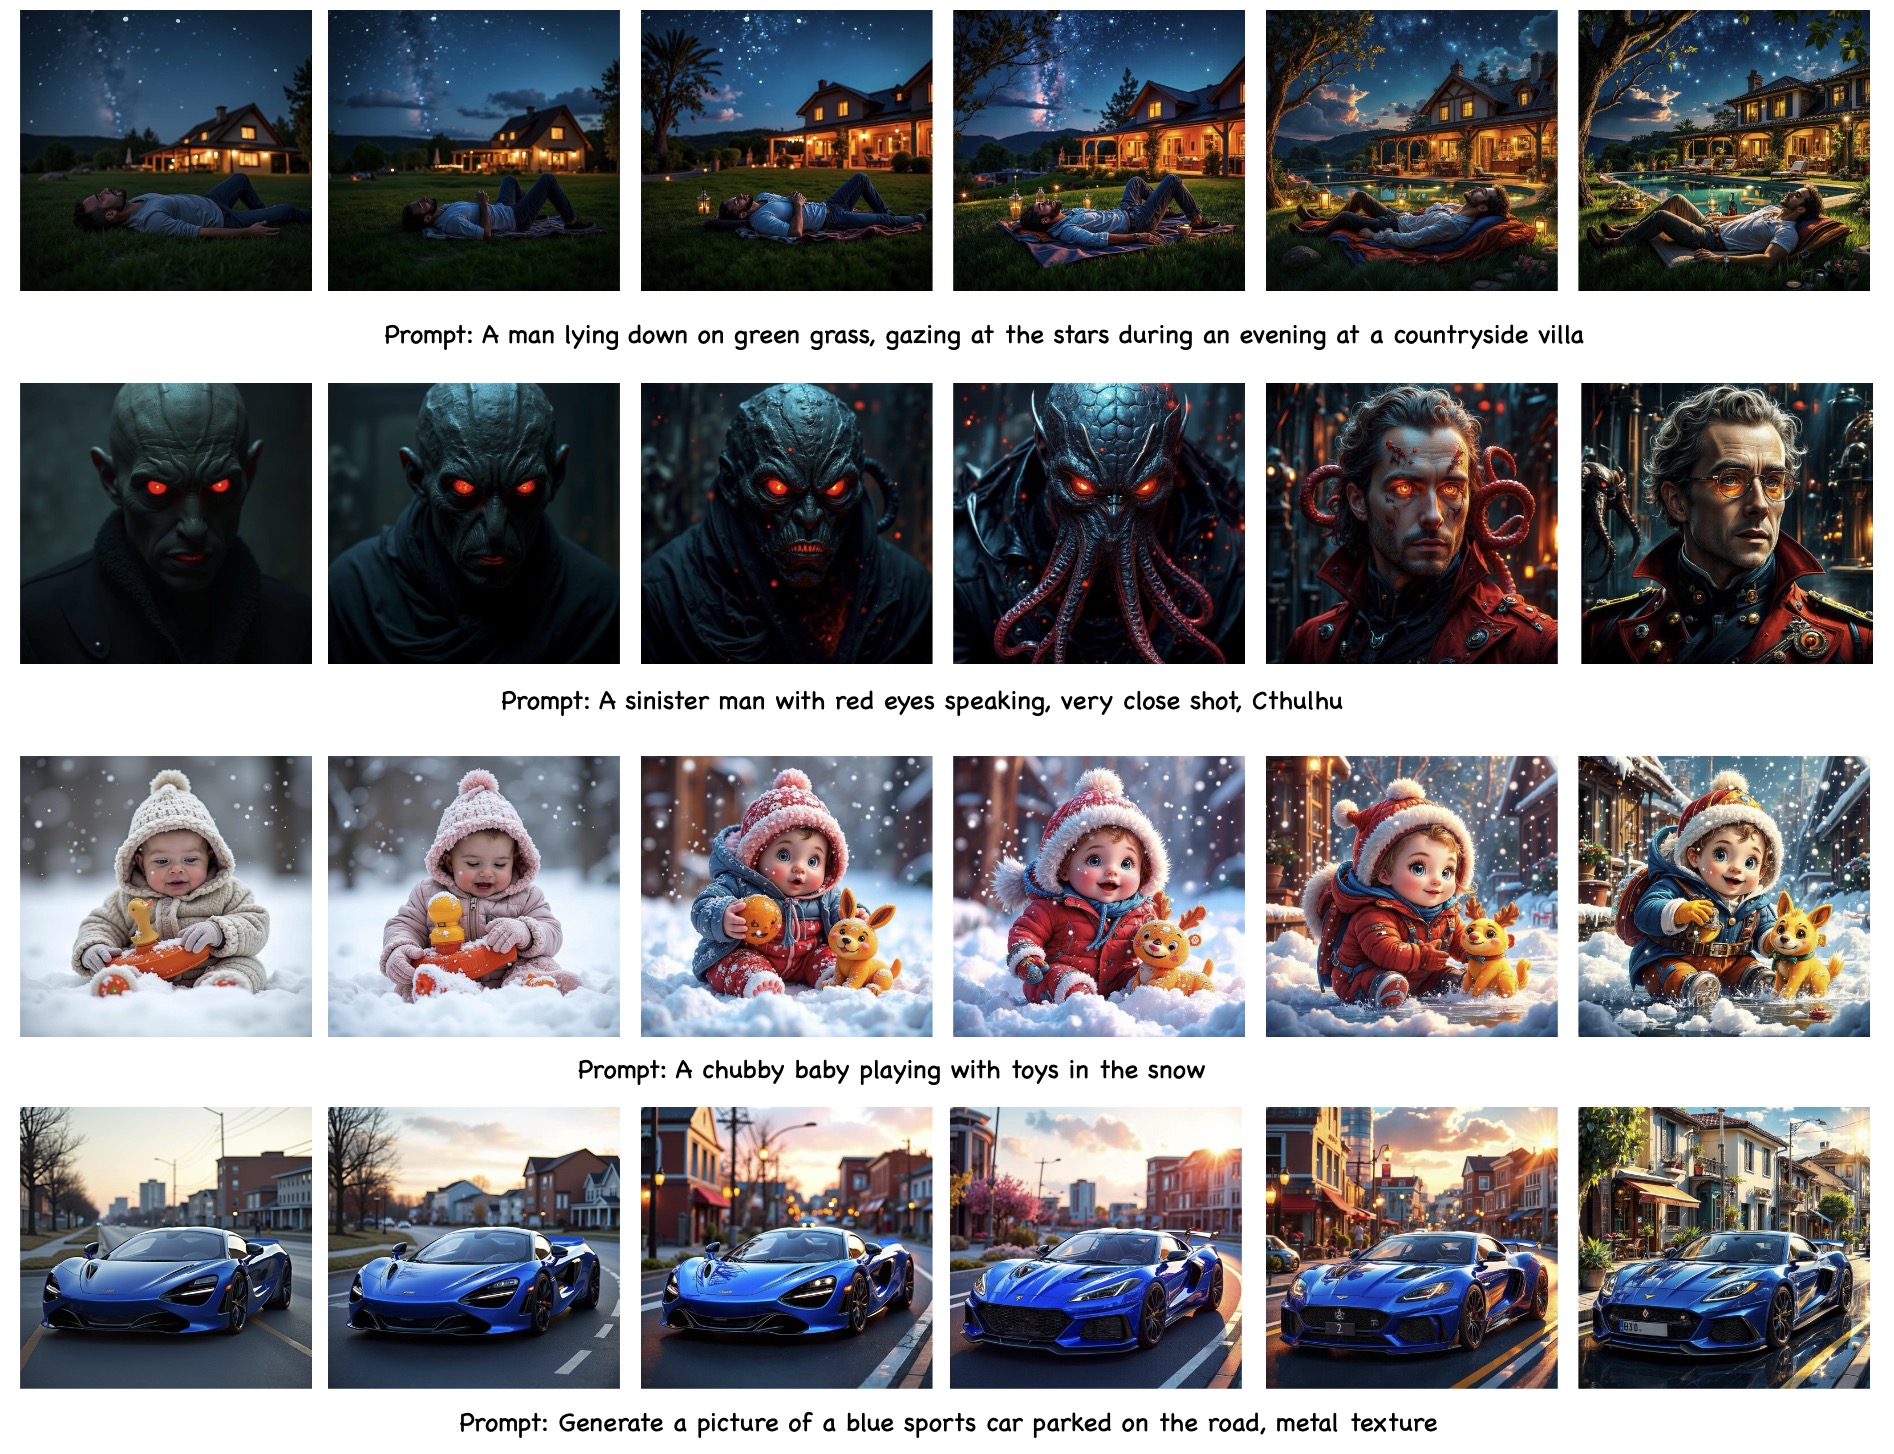 Prompt: A man lying down on green grass, gazing at the stars during an evening at a countryside villa
Prompt: A sinister man with red eyes speaking, very close shot, Cthulhu
Prompt: A chubby baby playing with toys in the snow
Prompt: Generate a picture of a blue sports car parked on the road, metal texture